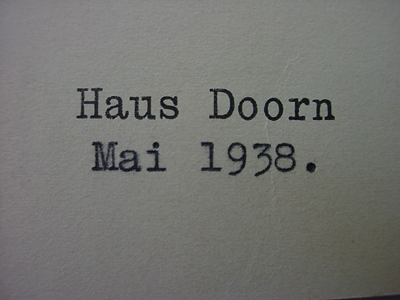 Haus Doorn
Mai 1938.